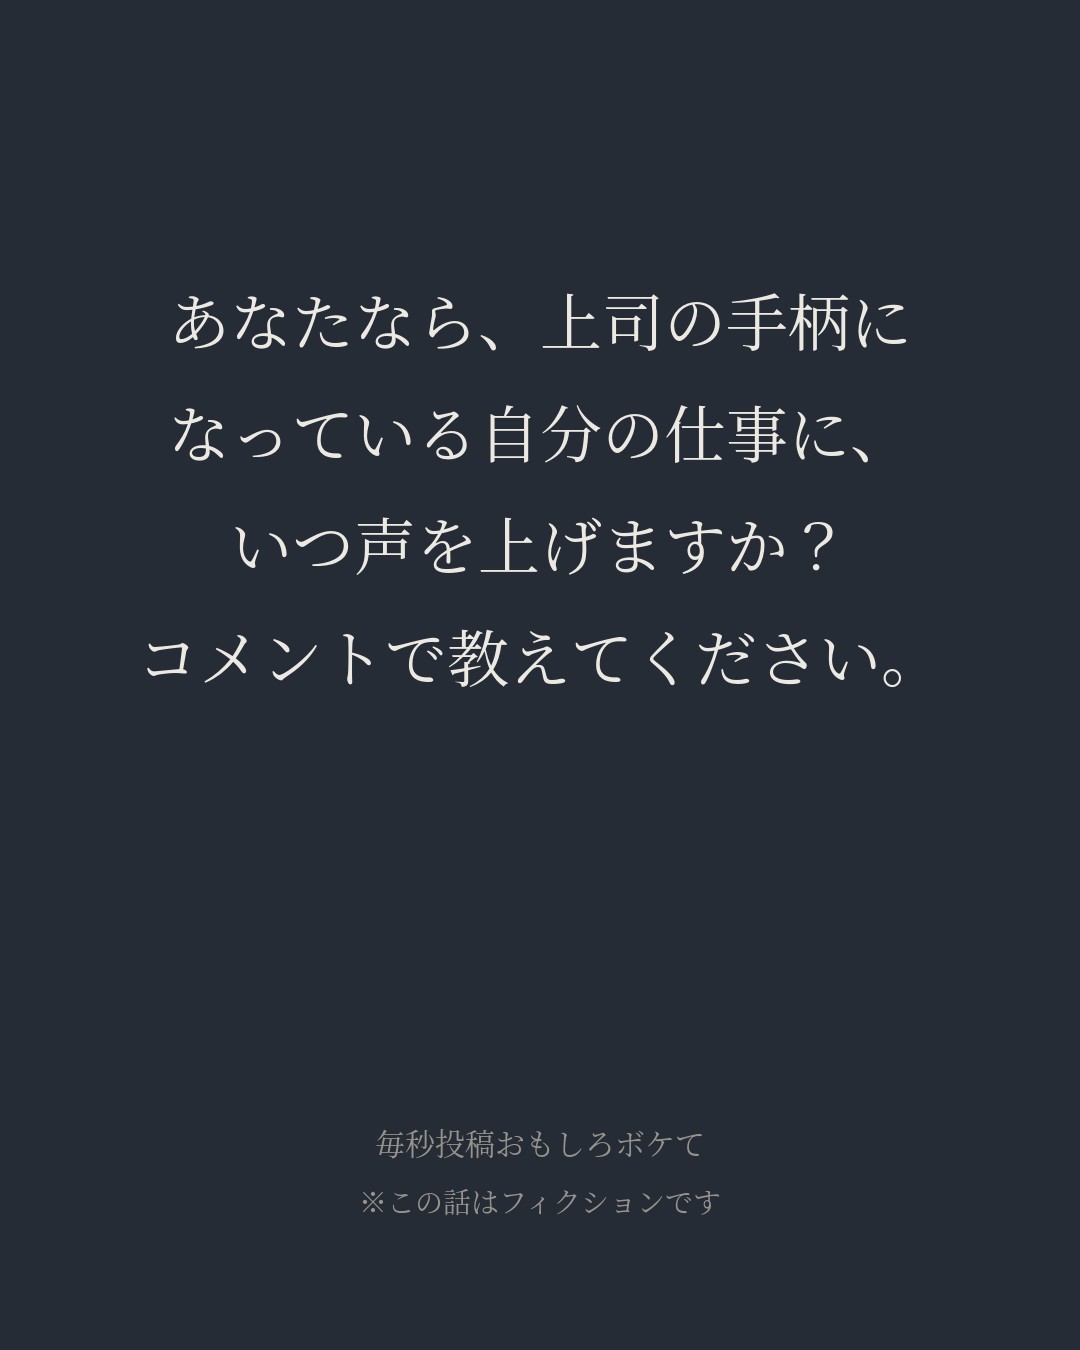 あなたなら、上司の手柄に
なっている自分の仕事に、
いつ声を上げますか？
コメントで教えてください。
毎秒投稿おもしろボケて
※この話はフィクションです